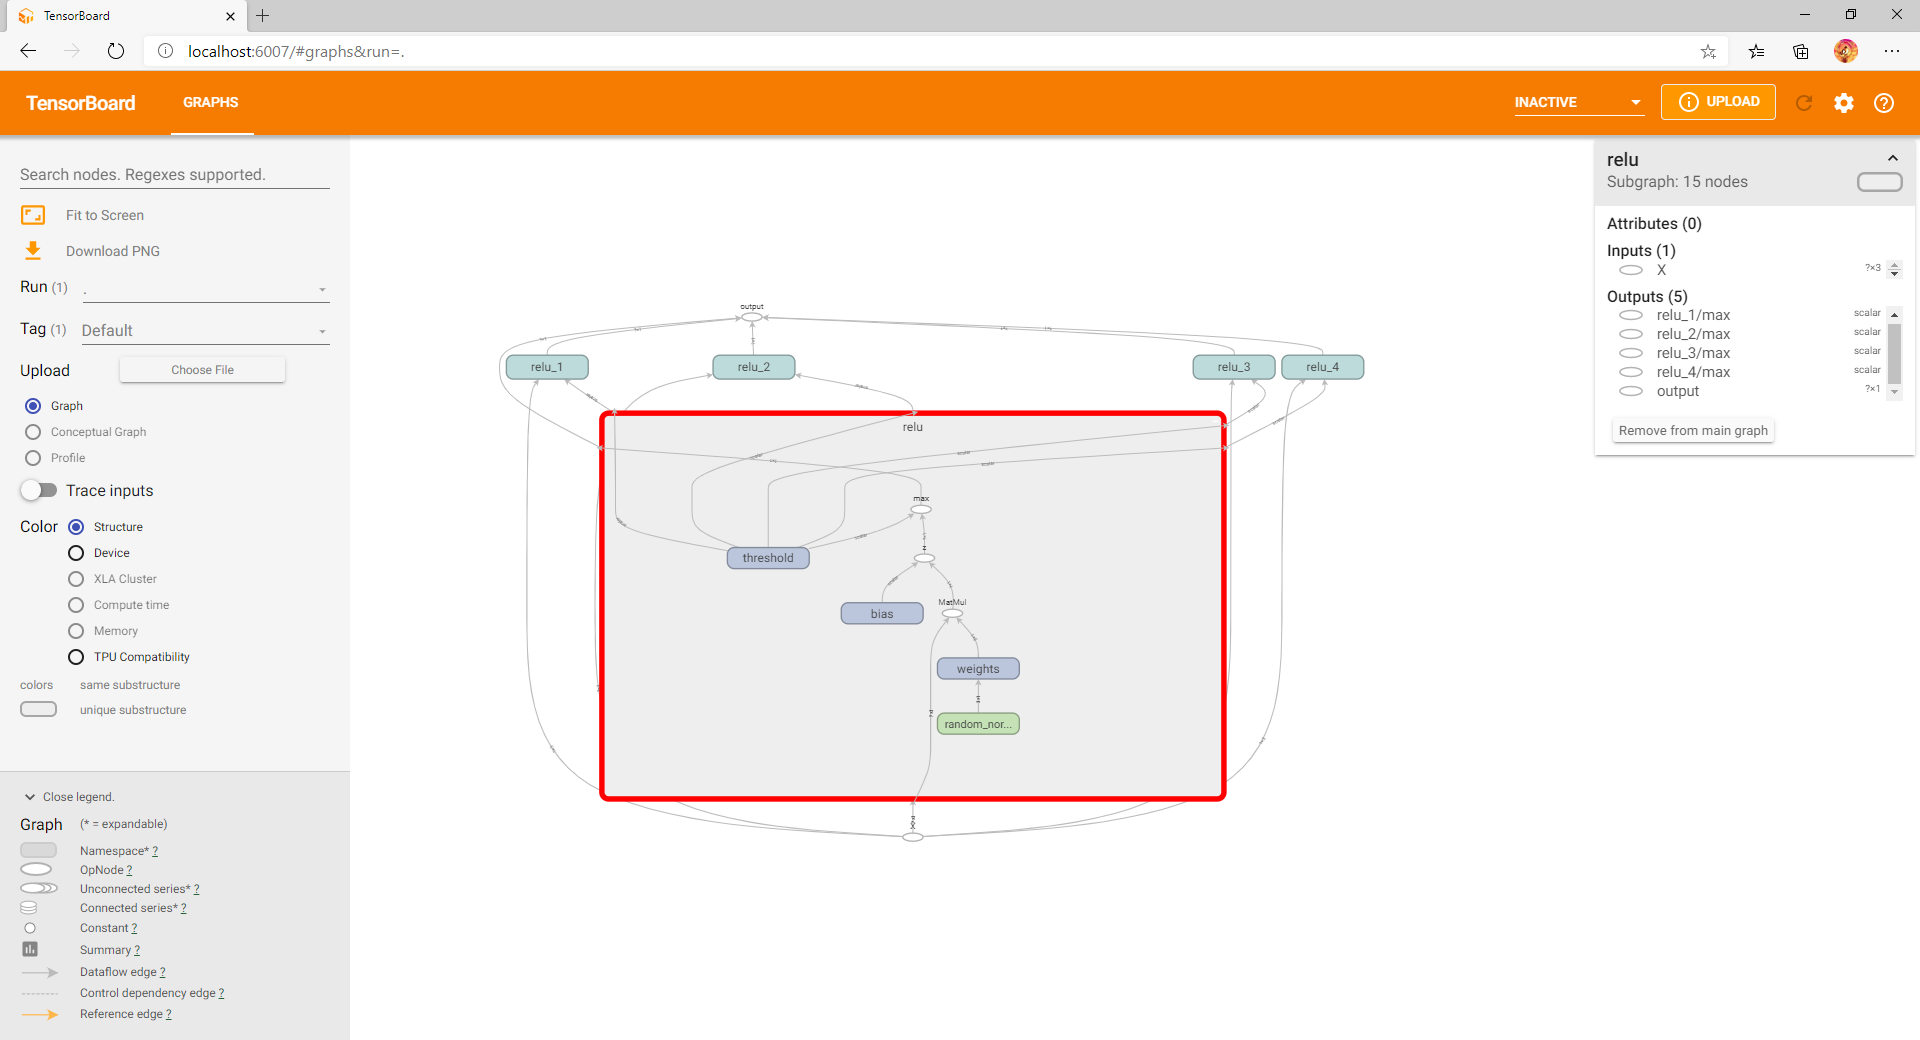 TensorBoard
localhost:6007/#graphs&run=.
TensorBoard
GRAPHS
INACTIVE
UPLOAD
Search nodes. Regexes supported.
Fit to Screen
Download PNG
Run (1)
.
Tag (1)
Default
Upload
Choose File
Graph
Conceptual Graph
Profile
Trace inputs
Color
Structure
Device
XLA Cluster
Compute time
Memory
TPU Compatibility
colors
same substructure
unique substructure
Close legend.
Graph
(* = expandable)
Namespace* ?
OpNode ?
Unconnected series* ?
Connected series* ?
Constant ?
Summary ?
Dataflow edge ?
Control dependency edge ?
Reference edge ?
output
relu_1
relu_2
relu_3
relu_4
relu
max
threshold
bias
MatMul
weights
random_nor...
X
relu
Subgraph: 15 nodes
Attributes (0)
Inputs (1)
X
?×3
Outputs (5)
relu_1/max
scalar
relu_2/max
scalar
relu_3/max
scalar
relu_4/max
scalar
output
?×1
Remove from main graph